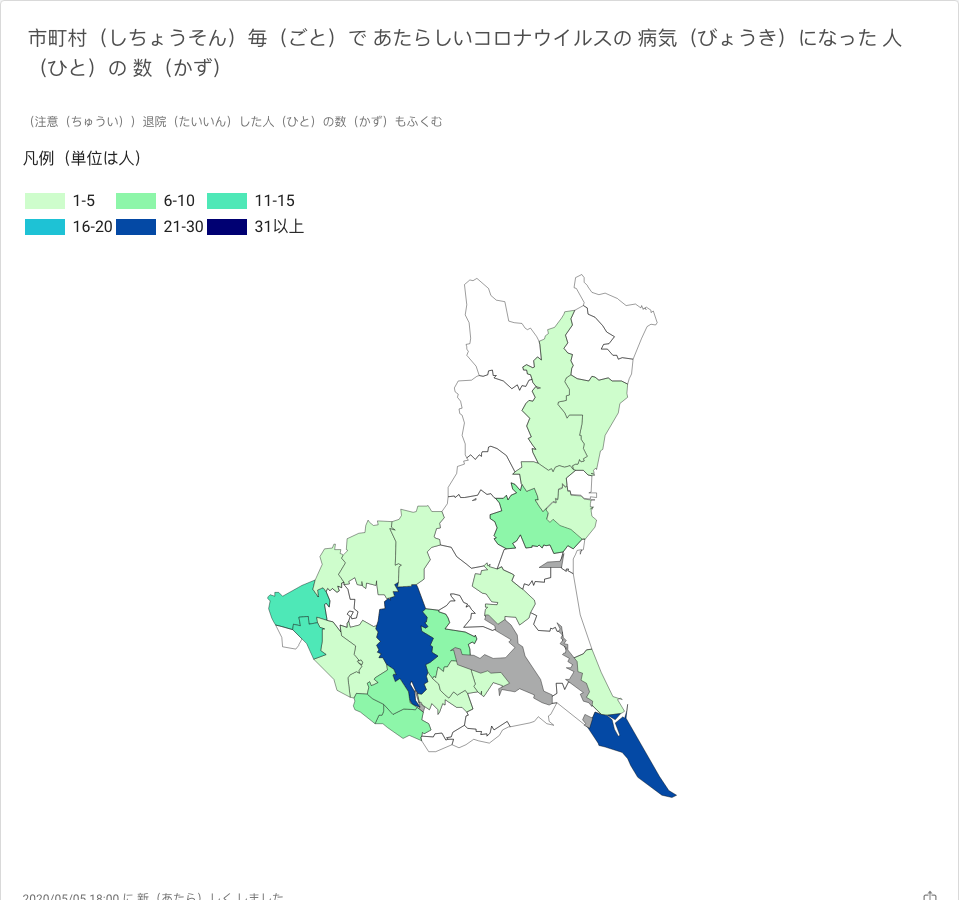 市町村（しちょうそん）毎（ごと）で あたらしいコロナウイルスの 病気（びょうき）になった 人
（ひと）の 数（かず）
（注意（ちゅうい））退院（たいいん）した人（ひと）の数（かず）もふくむ
凡例（単位は人）
1-5 6-10 11-15
16-20 21-30 31以上
2020/05/05 18:00 に 新（あたら）しく しました